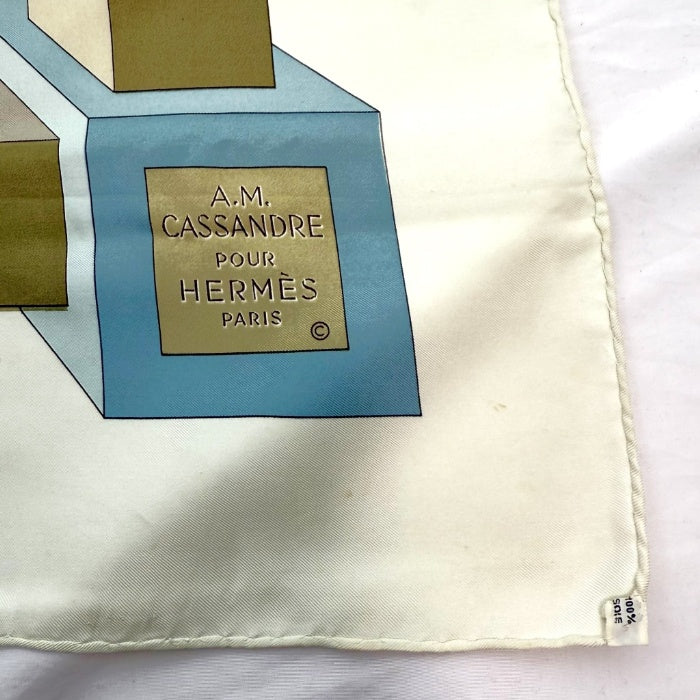 A.M.
CASSANDRE
POUR
HERMÈS
PARIS
©
100%
SOIE